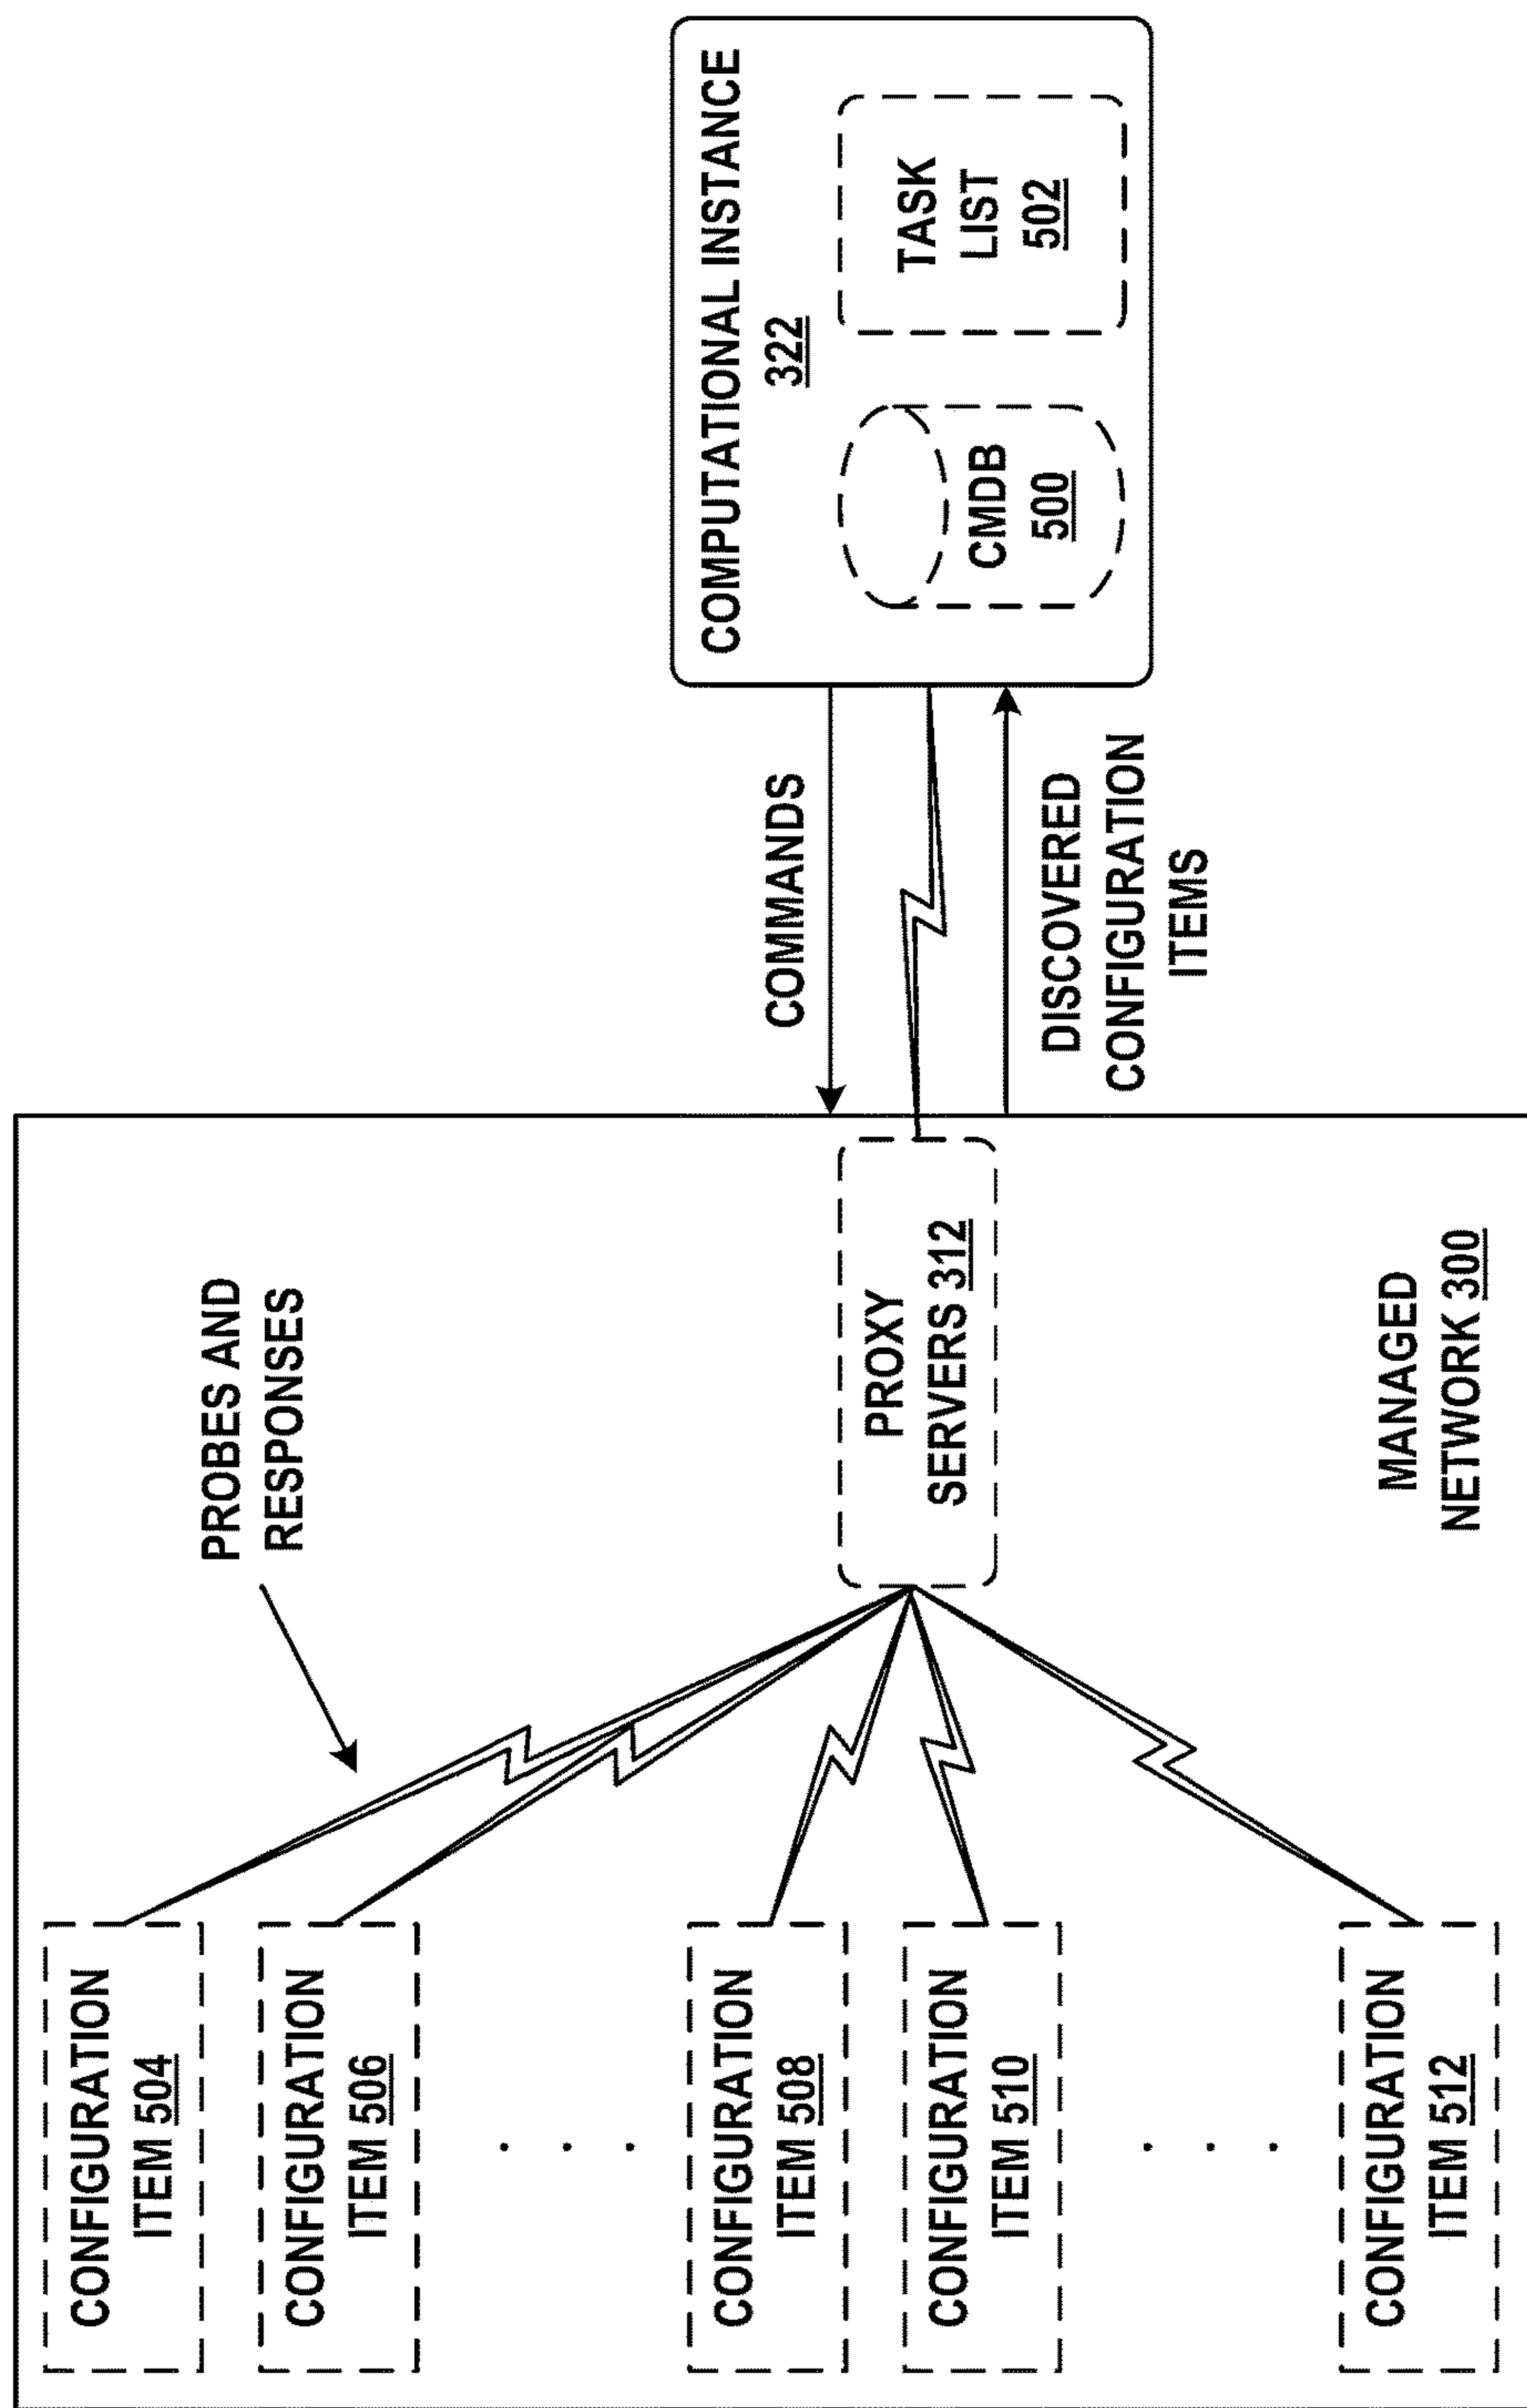 CONFIGURATION
ITEM 504
CONFIGURATION
ITEM 506
CONFIGURATION
ITEM 508
CONFIGURATION
ITEM 510
CONFIGURATION
ITEM 512
PROBES AND
RESPONSES
PROXY
SERVERS 312
MANAGED
NETWORK 300
COMMANDS
DISCOVERED
CONFIGURATION
ITEMS
COMPUTATIONAL INSTANCE
322
CMDB
500
TASK
LIST
502